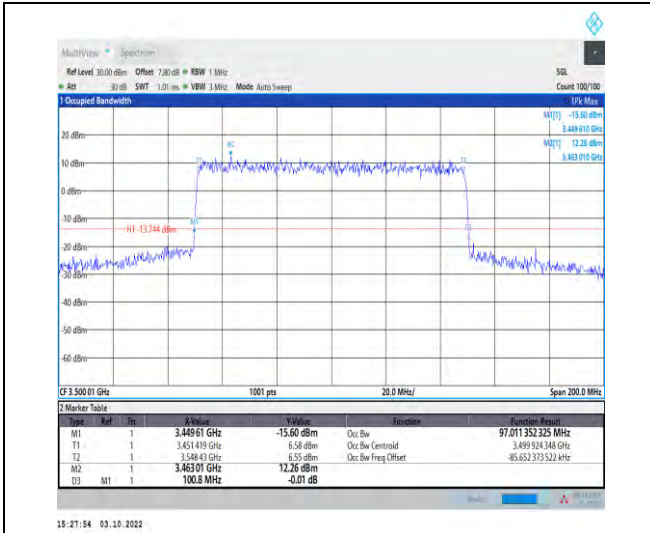 MultiView Spectrum
Ref Level 30.00 dBm Offset 7.80 dB RBW 1 MHz SGL
Att 30 dB SWT 1.01 ms VBW 3 MHz Mode Auto Sweep Count 100/100
1 Occupied Bandwidth 1Pk Max
M1[1] -15.60 dBm
3.449 610 GHz
20 dBm
M2[1] 12.26 dBm
3.463 010 GHz
M2
10 dBm
T1 T2
0 dBm
-10 dBm
M1
H1 -13.744 dBm
D3
-20 dBm
-30 dBm
-40 dBm
-50 dBm
-60 dBm
CF 3.500 01 GHz 1001 pts 20.0 MHz/ Span 200.0 MHz
2 Marker Table
Type Ref Trc X-Value Y-Value Function Function Result
M1 1 3.449 61 GHz -15.60 dBm Occ Bw 97.011 352 325 MHz
T1 1 3.451 419 GHz 6.58 dBm Occ Bw Centroid 3.499 924 348 GHz
T2 1 3.548 43 GHz 6.55 dBm Occ Bw Freq Offset -85.652 373 522 kHz
M2 1 3.463 01 GHz 12.26 dBm
D3 M1 1 100.8 MHz -0.01 dB
15:27:54 03.10.2022